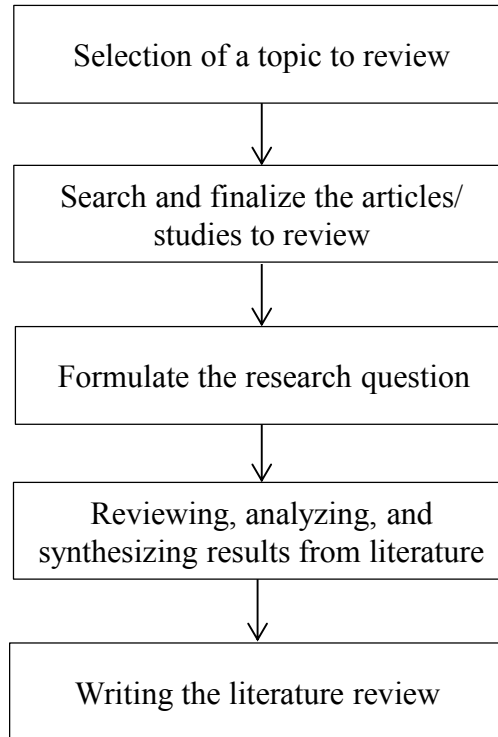 Selection of a topic to review
Search and finalize the articles/
studies to review
Formulate the research question
Reviewing, analyzing, and
synthesizing results from literature
Writing the literature review